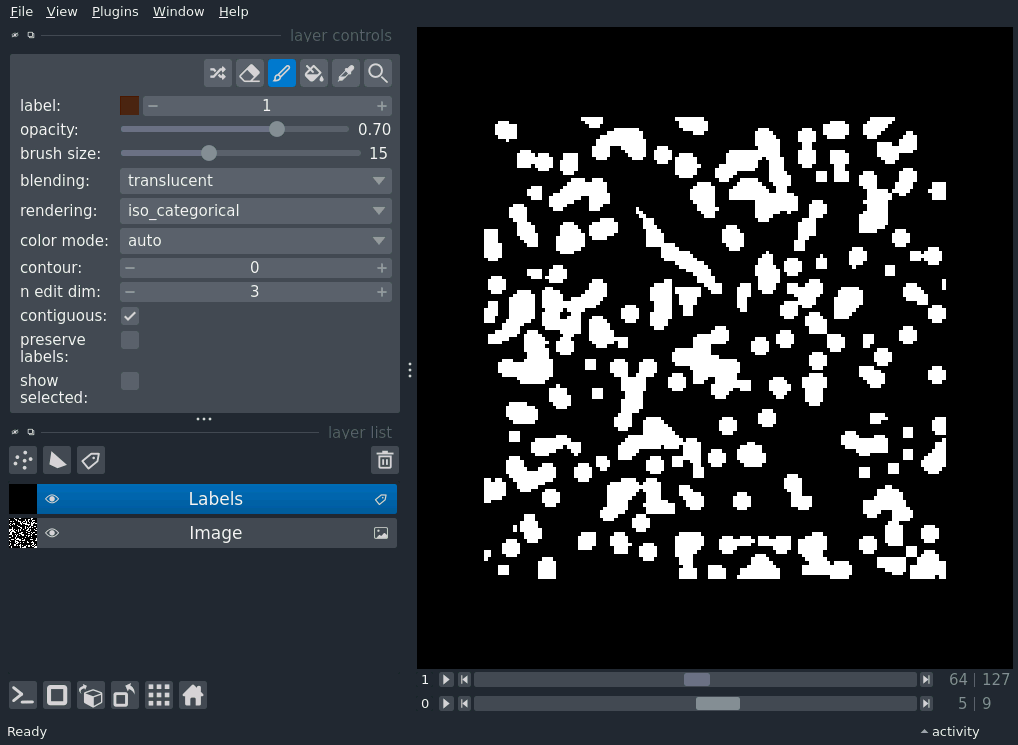 File View Plugins Window Help
layer controls
label: 1
opacity: 0.70
brush size: 15
blending: translucent
rendering: iso_categorical
color mode: auto
contour: 0
n edit dim: 3
contiguous:
preserve
labels:
show
selected:
layer list
Labels
Image
1 64 | 127
0 5 | 9
Ready activity